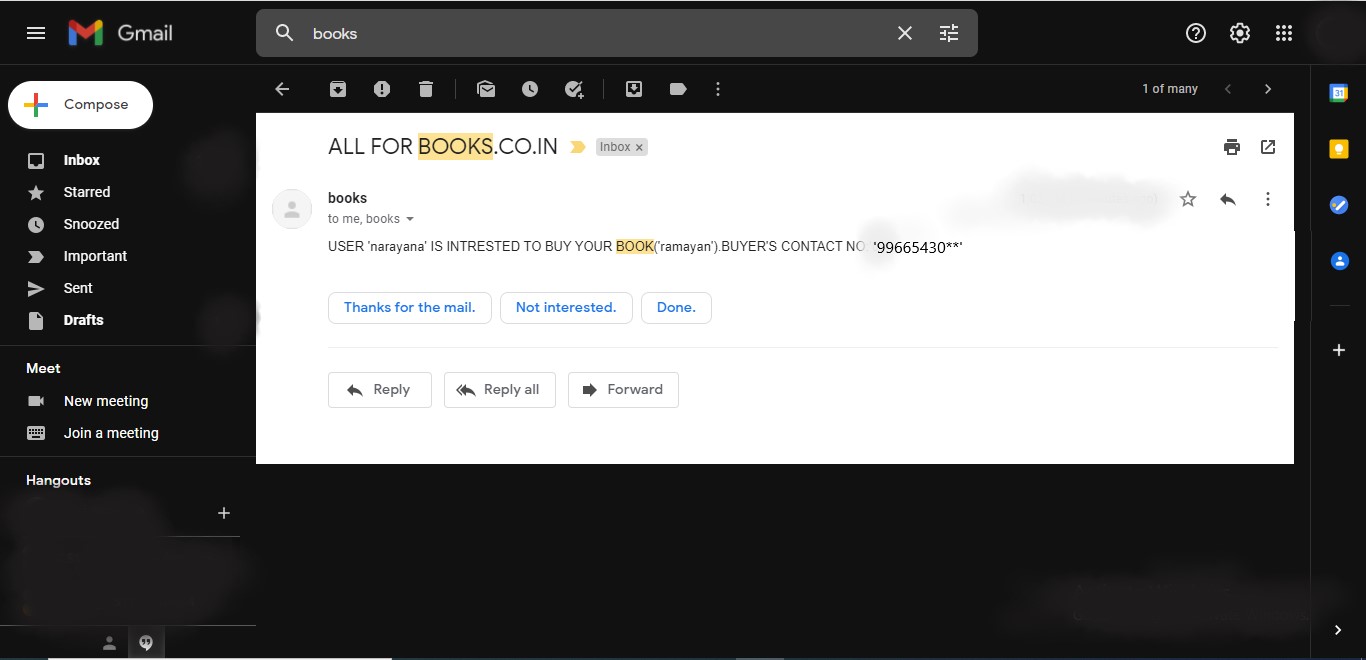 Gmail
books
Compose
1 of many
31
Inbox
Starred
Snoozed
Important
Sent
Drafts
Meet
New meeting
Join a meeting
Hangouts
ALL FOR BOOKS.CO.IN
Inbox ×
books
to me, books
USER 'narayana' IS INTRESTED TO BUY YOUR BOOK('ramayan').BUYER'S CONTACT NO '99665430**'
Thanks for the mail. Not interested. Done.
Reply Reply all Forward